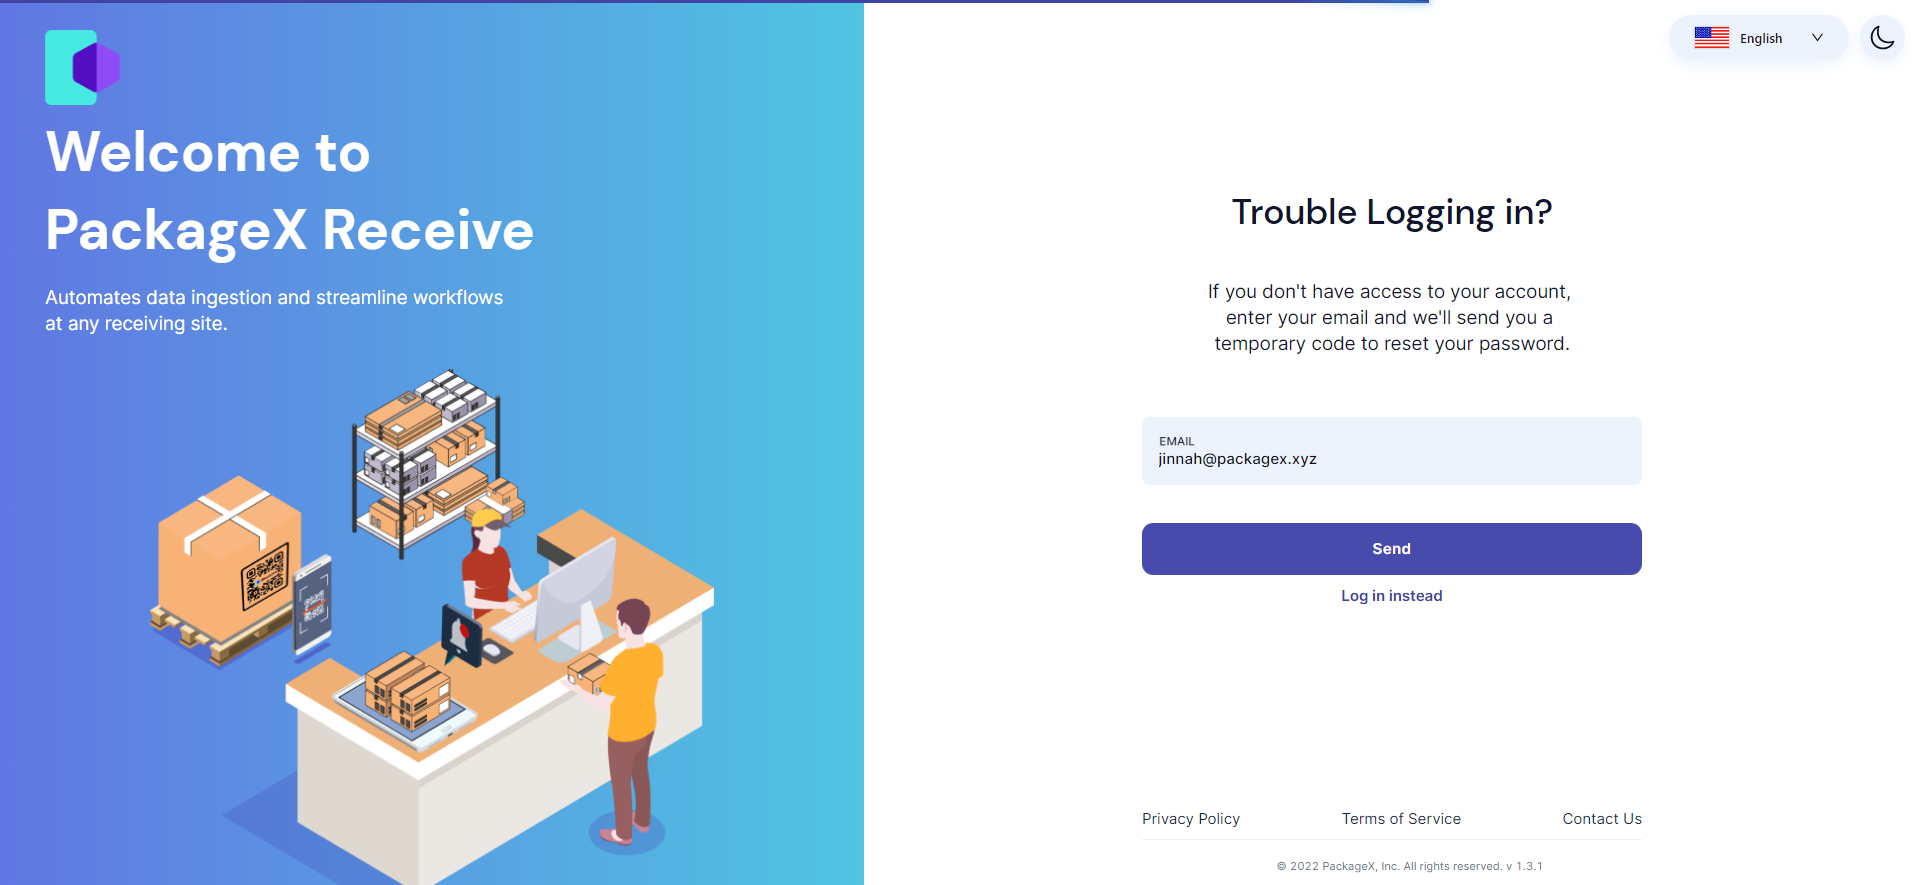 Welcome to
PackageX Receive
Automates data ingestion and streamline workflows
at any receiving site.
English
Trouble Logging in?
If you don't have access to your account,
enter your email and we'll send you a
temporary code to reset your password.
EMAIL
jinnah@packagex.xyz
Send
Log in instead
Privacy Policy
Terms of Service
Contact Us
© 2022 PackageX, Inc. All rights reserved. v 1.3.1